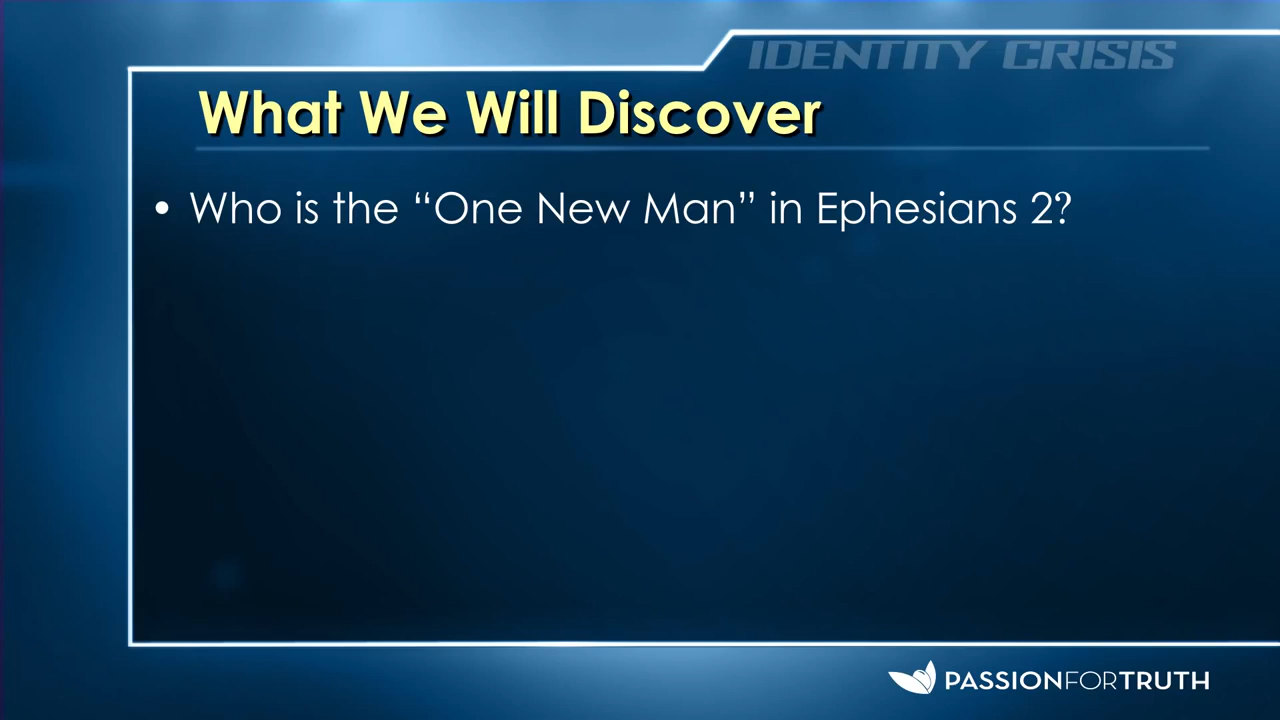 IDENTITY CRISIS
What We Will Discover
• Who is the “One New Man” in Ephesians 2?
PASSIONFORTRUTH